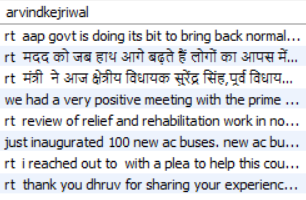 arvindkejriwal
rt aap govt is doing its bit to bring back normal...
rt मदद को जब हाथ आगे बढ़ते हैं लोगों का आपस में...
rt मंत्री ने आज क्षेत्रीय विधायक सुरेंद्र सिंह,पूर्व विधाय...
we had a very positive meeting with the prime ...
rt review of relief and rehabilitation work in no...
just inaugurated 100 new ac buses. new ac bu...
rt i reached out to with a plea to help this cou...
rt thank you dhruv for sharing your experienc...